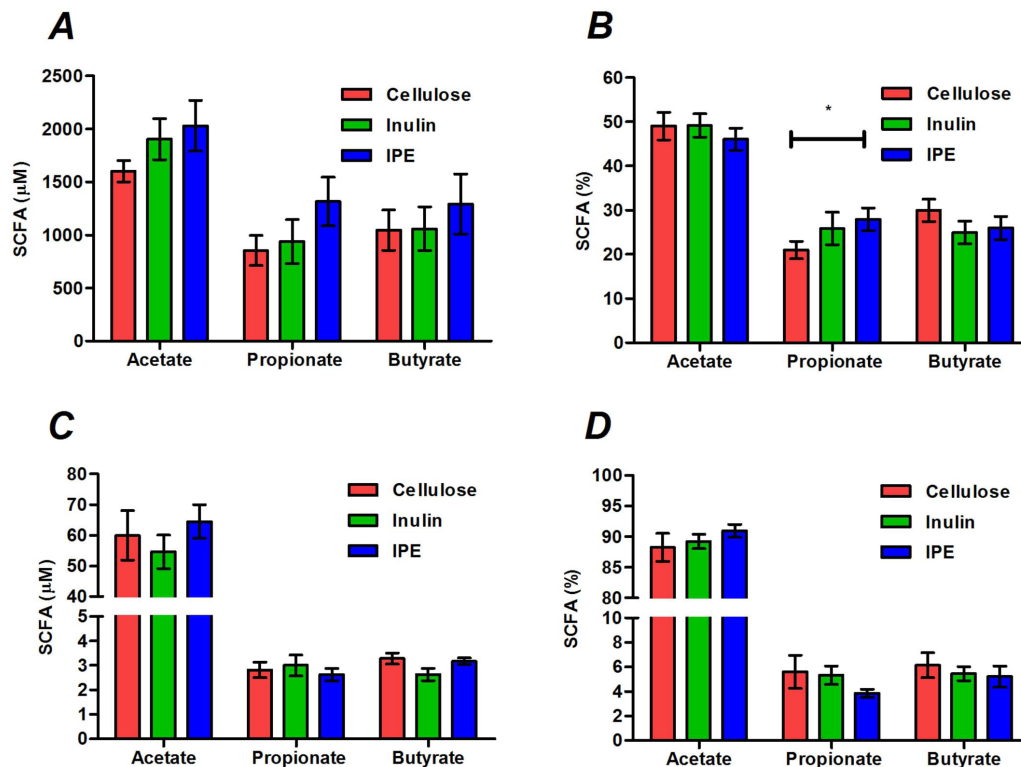 A
SCFA (μM)
2500
2000
1500
1000
500
0
Cellulose
Inulin
IPE
Acetate Propionate Butyrate
B
SCFA (%)
60
50
40
30
20
10
0
*
Cellulose
Inulin
IPE
Acetate Propionate Butyrate
C
SCFA (μM)
80
70
60
50
40
5
4
3
2
1
0
Cellulose
Inulin
IPE
Acetate Propionate Butyrate
D
SCFA (%)
100
95
90
85
80
10
8
6
4
2
0
Cellulose
Inulin
IPE
Acetate Propionate Butyrate